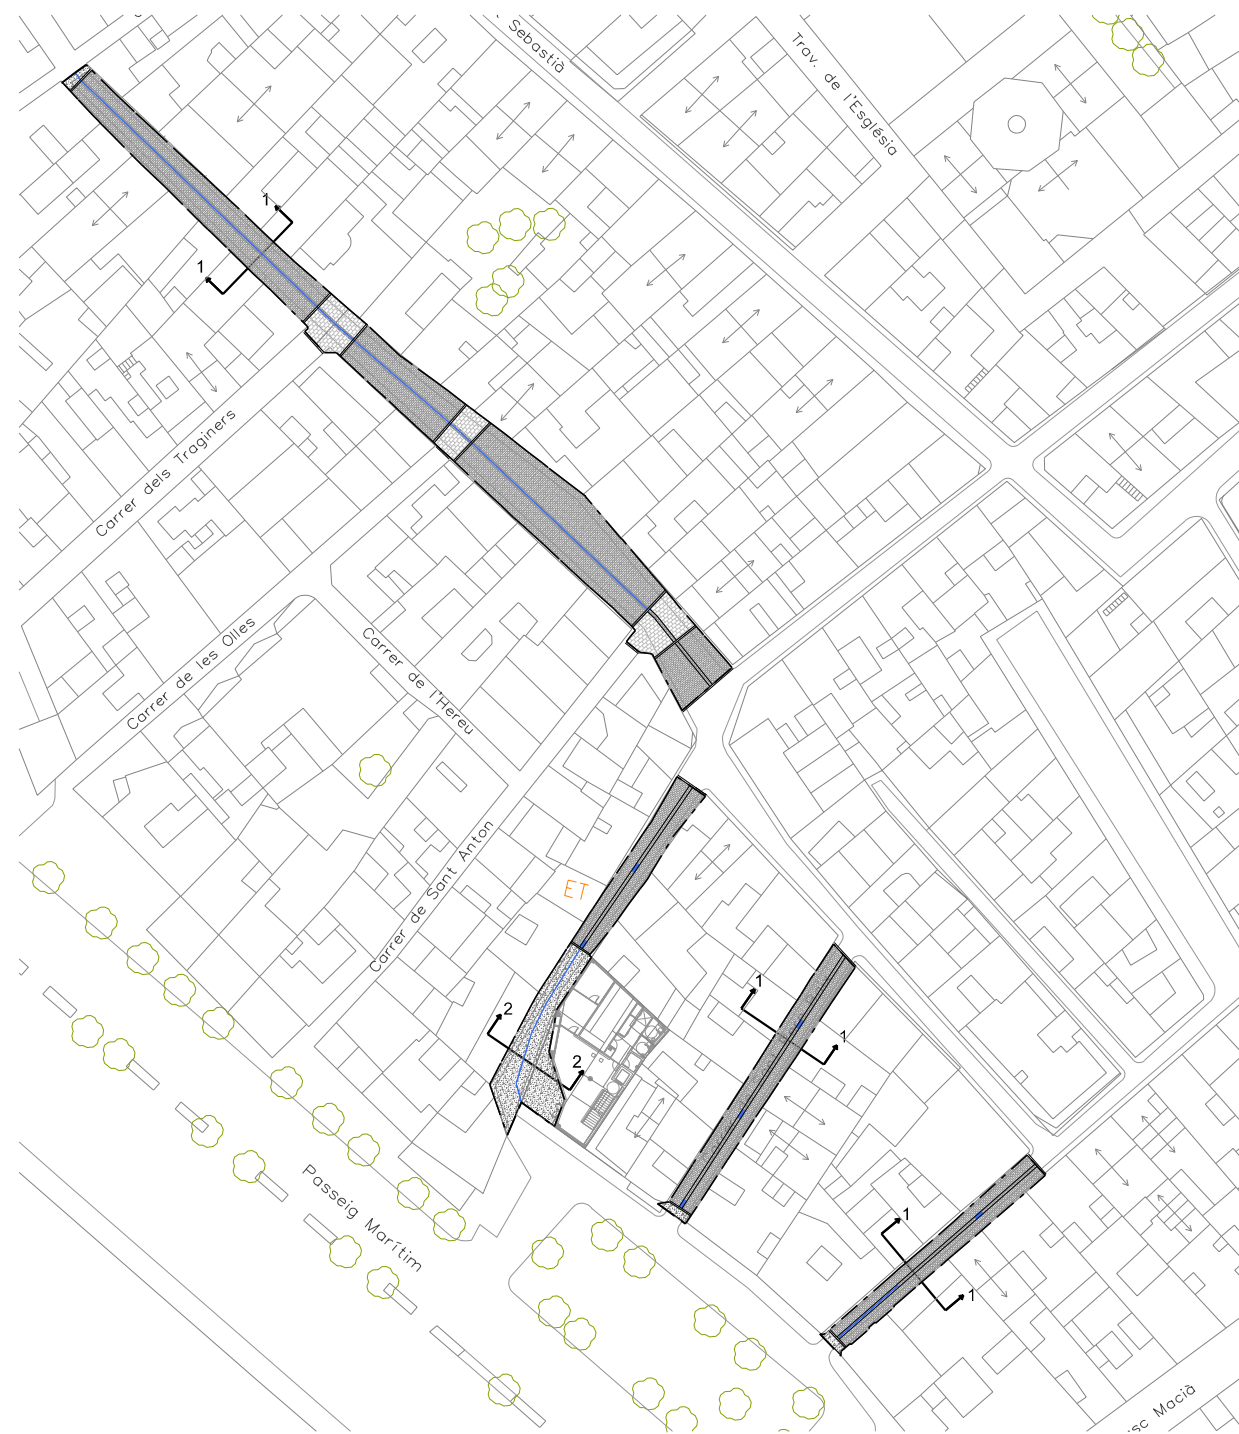 Sebastià
Trav. de l'Església
1
1
Carrer dels Traginers
Carrer de les Olles
Carrer de l'Hereu
Carrer de Sant Anton
ET
1
2
1
2
Passeig Marítim
1
1
Macià